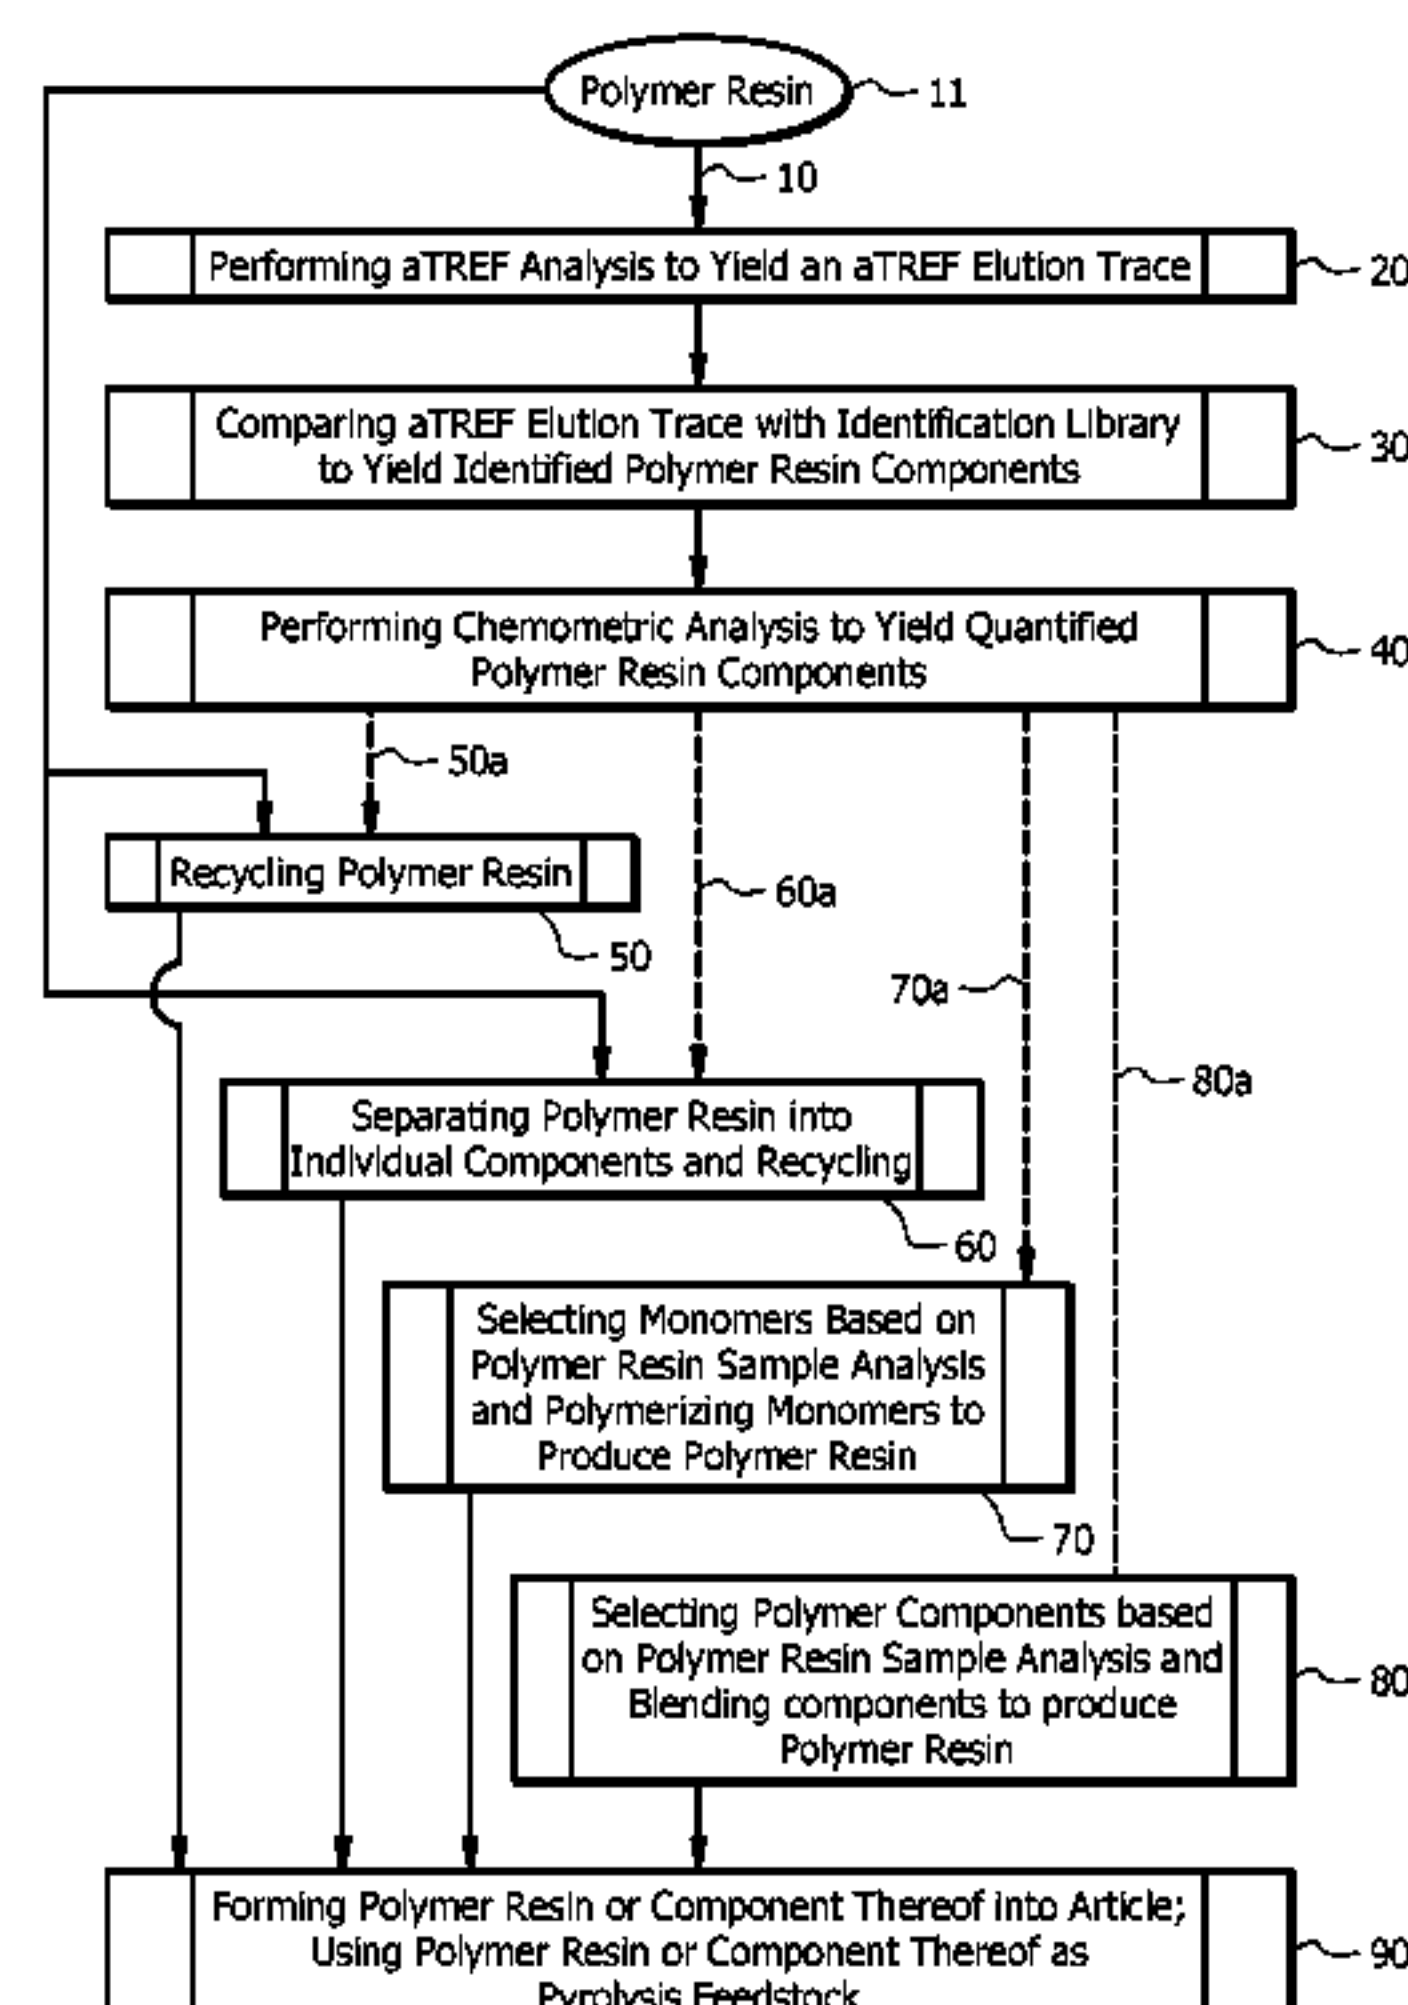 Polymer Resin
11
10
Performing aTREF Analysis to Yield an aTREF Elution Trace
20
Comparing aTREF Elution Trace with Identification Library
to Yield Identified Polymer Resin Components
30
Performing Chemometric Analysis to Yield Quantified
Polymer Resin Components
40
50a
Recycling Polymer Resin
60a
50
70a
80a
Separating Polymer Resin into
Individual Components and Recycling
60
Selecting Monomers Based on
Polymer Resin Sample Analysis
and Polymerizing Monomers to
Produce Polymer Resin
70
Selecting Polymer Components based
on Polymer Resin Sample Analysis and
Blending components to produce
Polymer Resin
80
Forming Polymer Resin or Component Thereof into Article;
Using Polymer Resin or Component Thereof as
Pyrolysis Feedstock
90